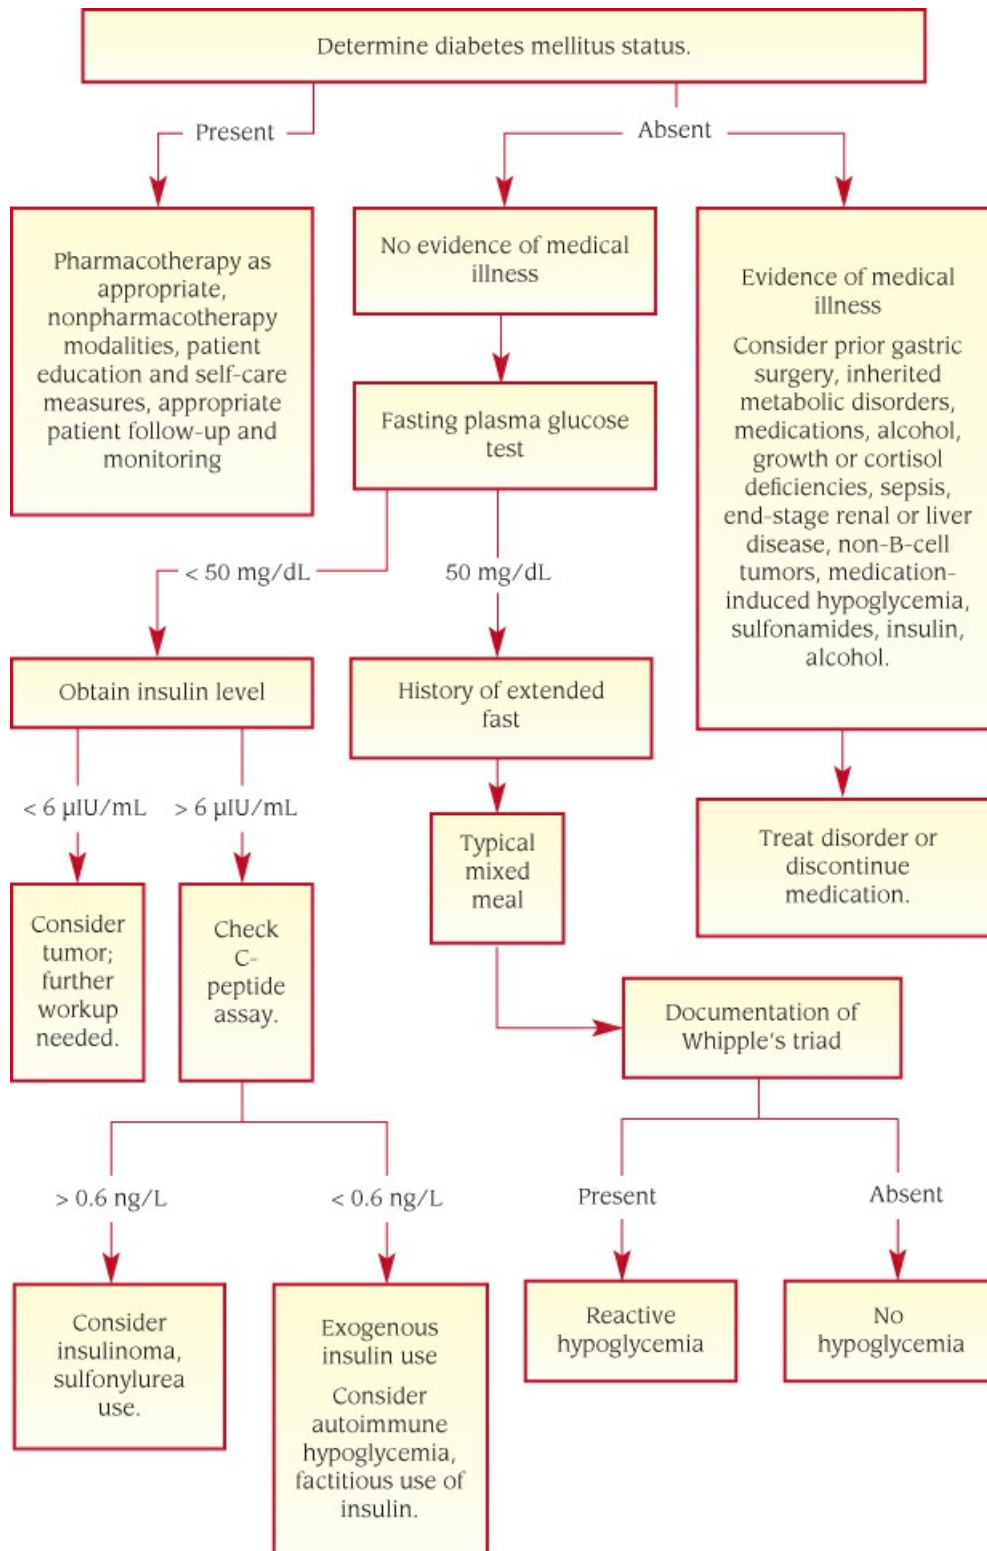 Determine diabetes mellitus status.
Present
Absent
Pharmacotherapy as
appropriate,
nonpharmacotherapy
modalities, patient
education and self-care
measures, appropriate
patient follow-up and
monitoring
No evidence of medical
illness
Evidence of medical
illness
Consider prior gastric
surgery, inherited
metabolic disorders,
medications, alcohol,
growth or cortisol
deficiencies, sepsis,
end-stage renal or liver
disease, non-B-cell
tumors, medication-
induced hypoglycemia,
sulfonamides, insulin,
alcohol.
Fasting plasma glucose
test
< 50 mg/dL
50 mg/dL
Obtain insulin level
History of extended
fast
< 6 µIU/mL
> 6 µIU/mL
Typical
mixed
meal
Treat disorder or
discontinue
medication.
Consider
tumor;
further
workup
needed.
Check
C-
peptide
assay.
Documentation of
Whipple's triad
> 0.6 ng/L
< 0.6 ng/L
Present
Absent
Consider
insulinoma,
sulfonylurea
use.
Exogenous
insulin use
Consider
autoimmune
hypoglycemia,
factitious use of
insulin.
Reactive
hypoglycemia
No
hypoglycemia